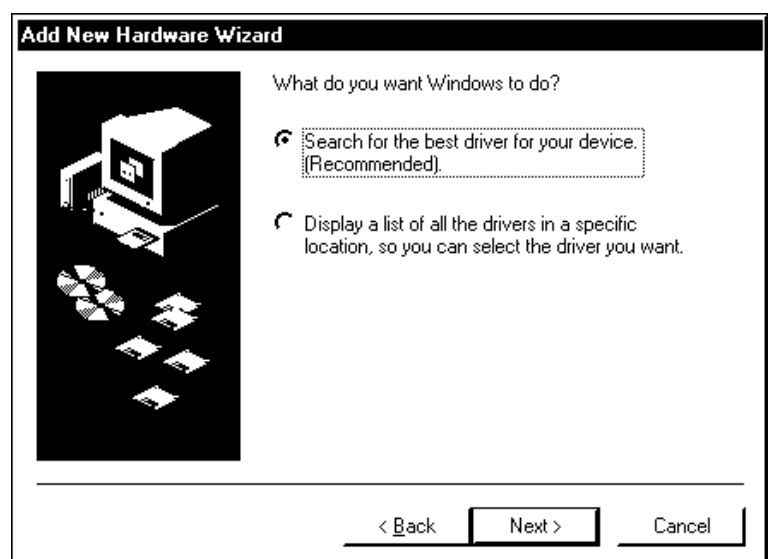 Add New Hardware Wizard
What do you want Windows to do?
Search for the best driver for your device.
(Recommended).
Display a list of all the drivers in a specific
location, so you can select the driver you want.
< Back
Next >
Cancel